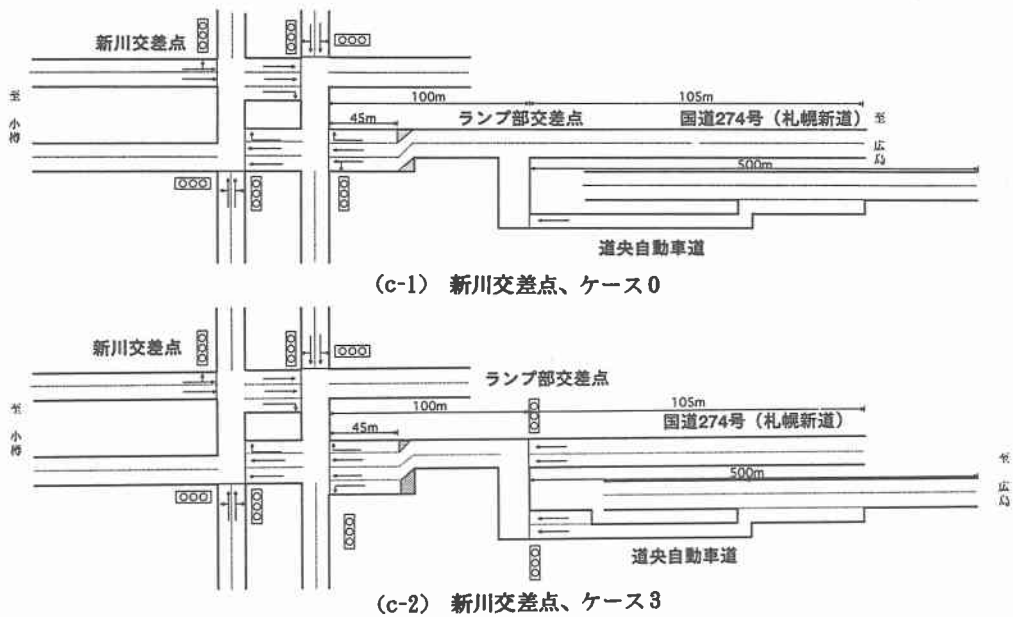 新川交差点
100m
105m
45m
ランプ部交差点
国道274号（札幌新道）
至 小樽
至 広島
500m
道央自動車道
(c-1) 新川交差点、ケース0
新川交差点
ランプ部交差点
100m
105m
45m
国道274号（札幌新道）
至 小樽
至 広島
500m
道央自動車道
(c-2) 新川交差点、ケース3